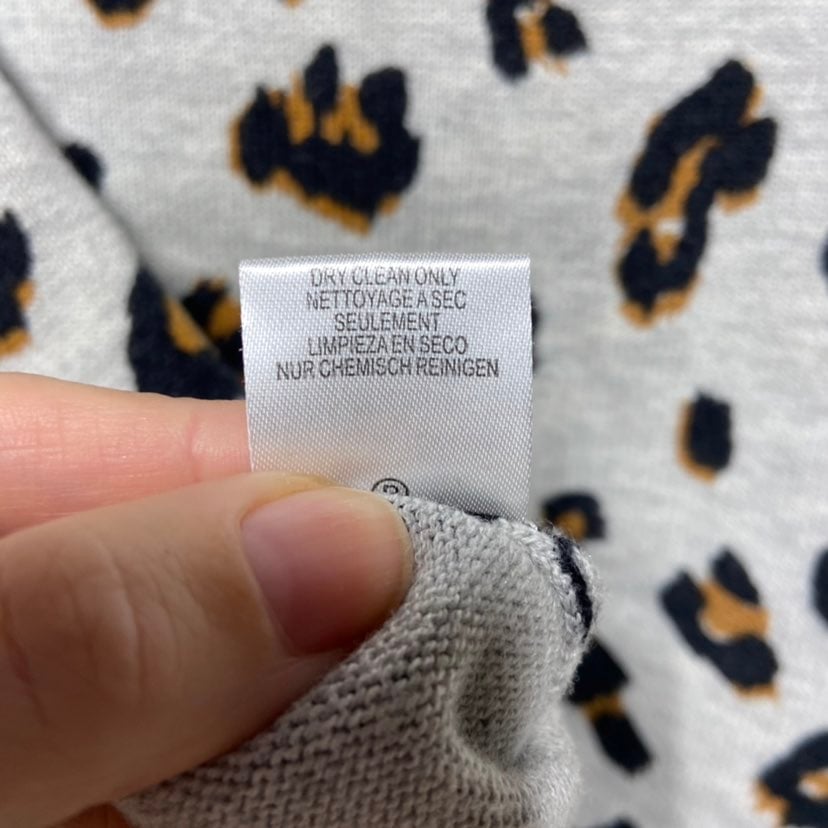 DRY CLEAN ONLY
NETTOYAGE A SEC
SEULEMENT
LIMPIEZA EN SECO
NUR CHEMISCH REINIGEN
Ⓟ